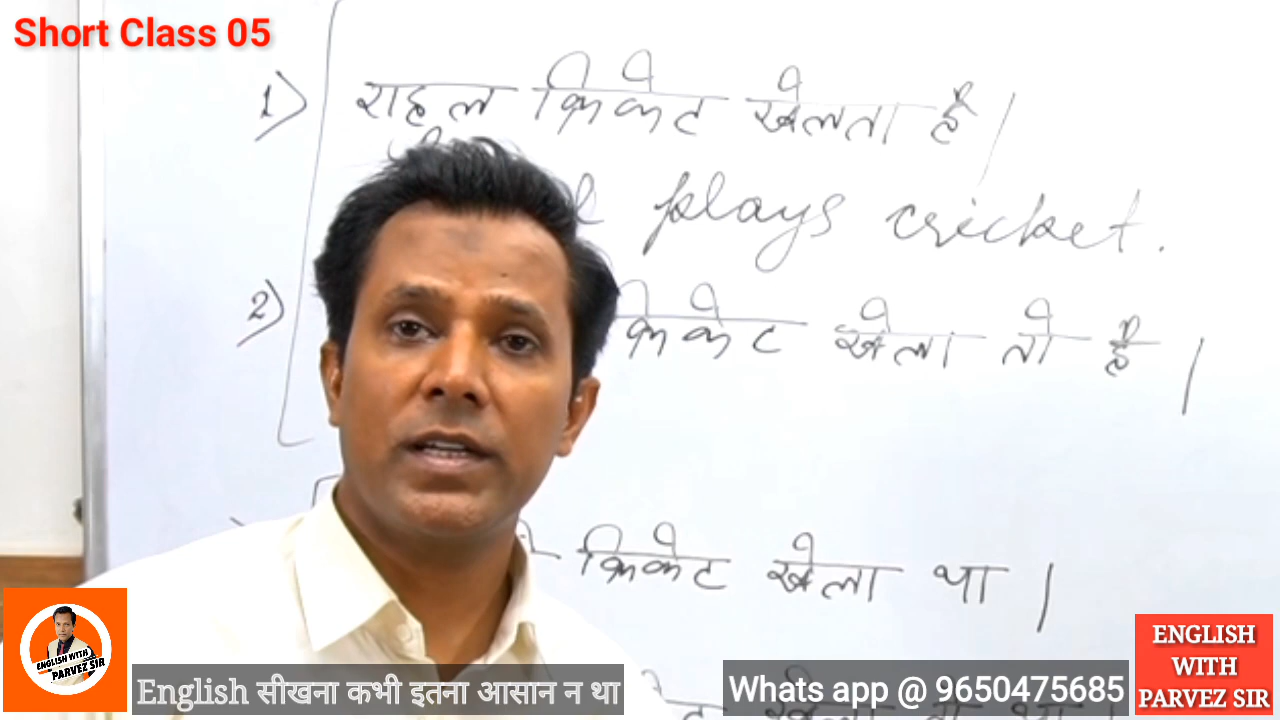 Short Class 05
1) राहुल क्रिकेट खेलता है।
plays cricket.
2) क्रिकेट खेला तो है।
क्रिकेट खेला था।
ENGLISH WITH
PARVEZ SIR
English सीखना कभी इतना आसान न था
Whats app @ 9650475685
ENGLISH
WITH
PARVEZ SIR